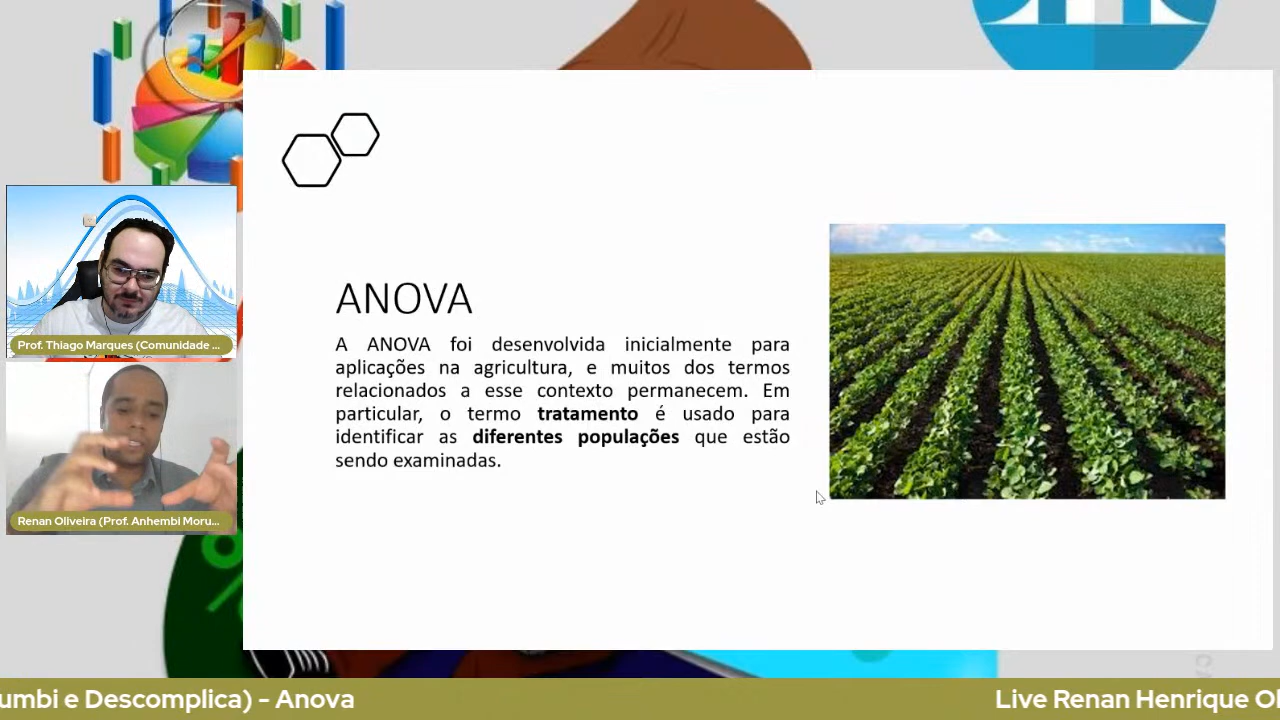 ANOVA
A ANOVA foi desenvolvida inicialmente para
aplicações na agricultura, e muitos dos termos
relacionados a esse contexto permanecem. Em
particular, o termo tratamento é usado para
identificar as diferentes populações que estão
sendo examinadas.
Prof. Thiago Marques (Comunidade ...
Renan Oliveira (Prof. Anhembi Moru...
umbi e Descomplica) - Anova
Live Renan Henrique Ol